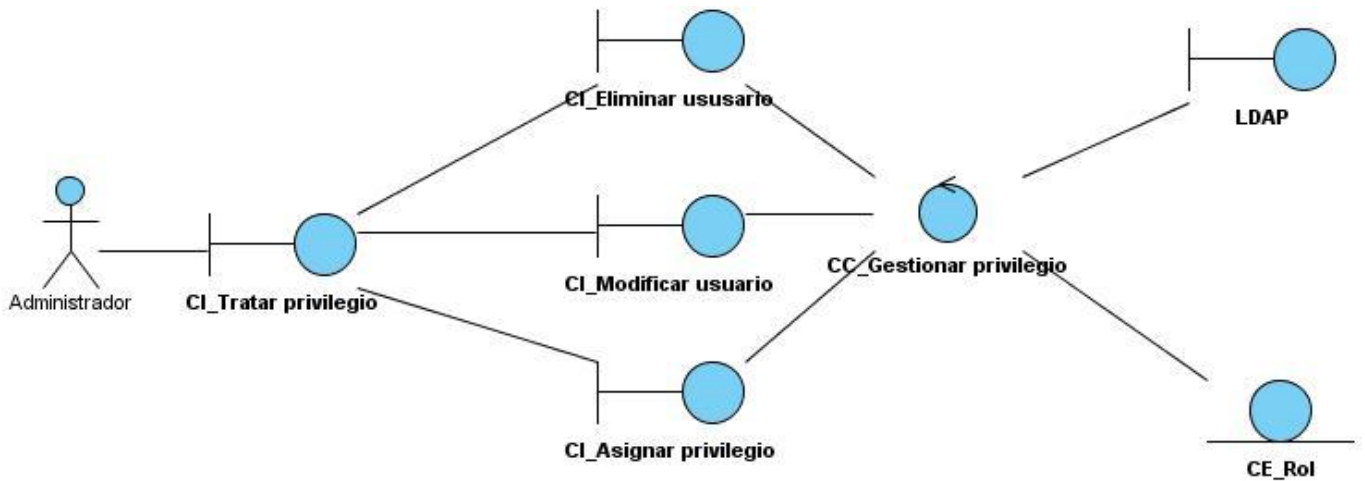 CI_Eliminar ususario
LDAP
Administrador
CI_Tratar privilegio
CI_Modificar usuario
CC_Gestionar privilegio
CI_Asignar privilegio
CE_Rol